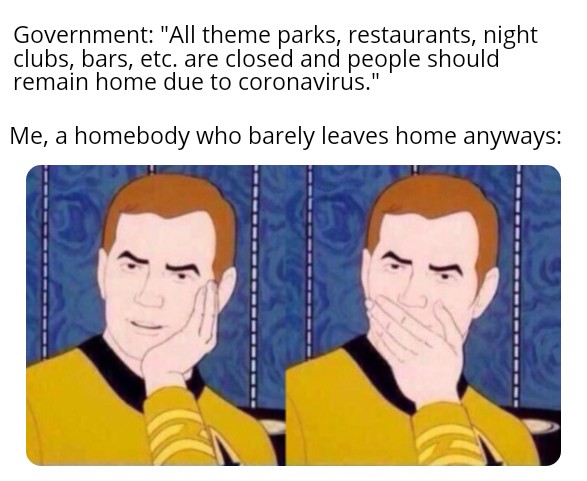 Government: "All theme parks, restaurants, night
clubs, bars, etc. are closed and people should
remain home due to coronavirus."
Me, a homebody who barely leaves home anyways: